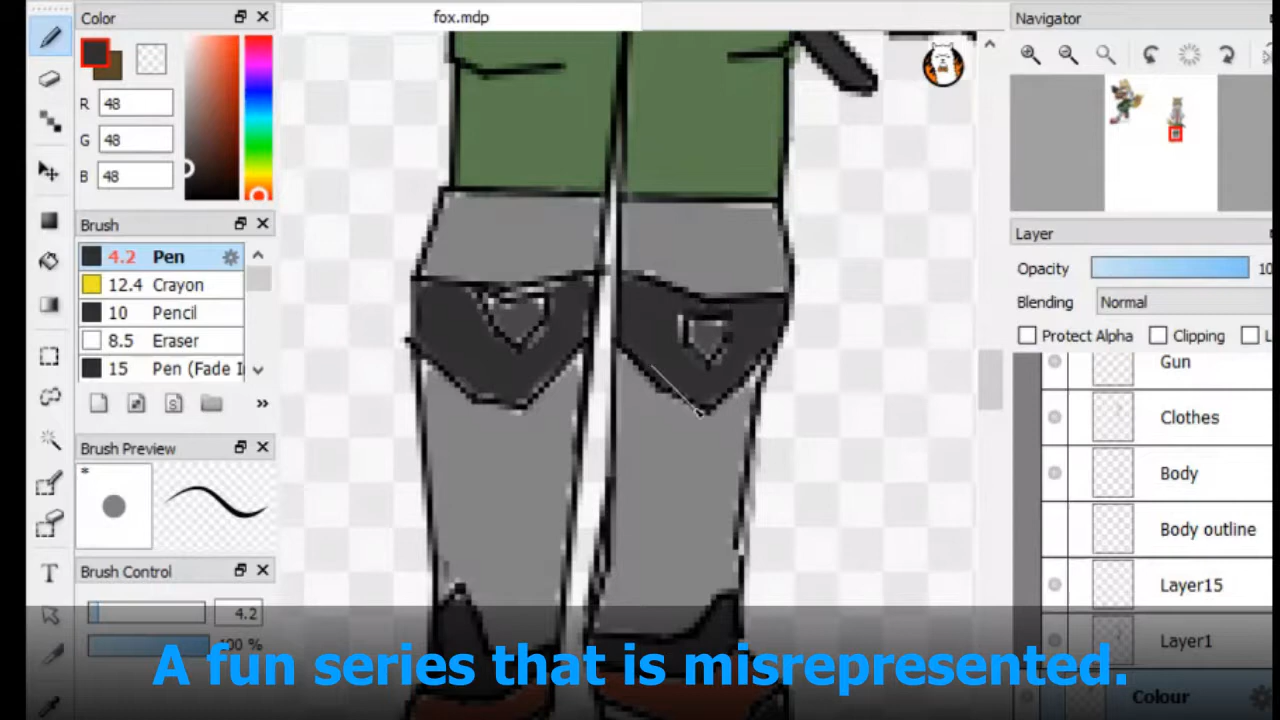 fox.mdp
Color
R 48
G 48
B 48
Brush
4.2 Pen
12.4 Crayon
10 Pencil
8.5 Eraser
15 Pen (Fade I
Brush Preview
*
Brush Control
4.2
100 %
T
Navigator
Layer
Opacity 10
Blending Normal
Protect Alpha Clipping L
Gun
Clothes
Body
Body outline
Layer15
Layer1
Colour
A fun series that is misrepresented.